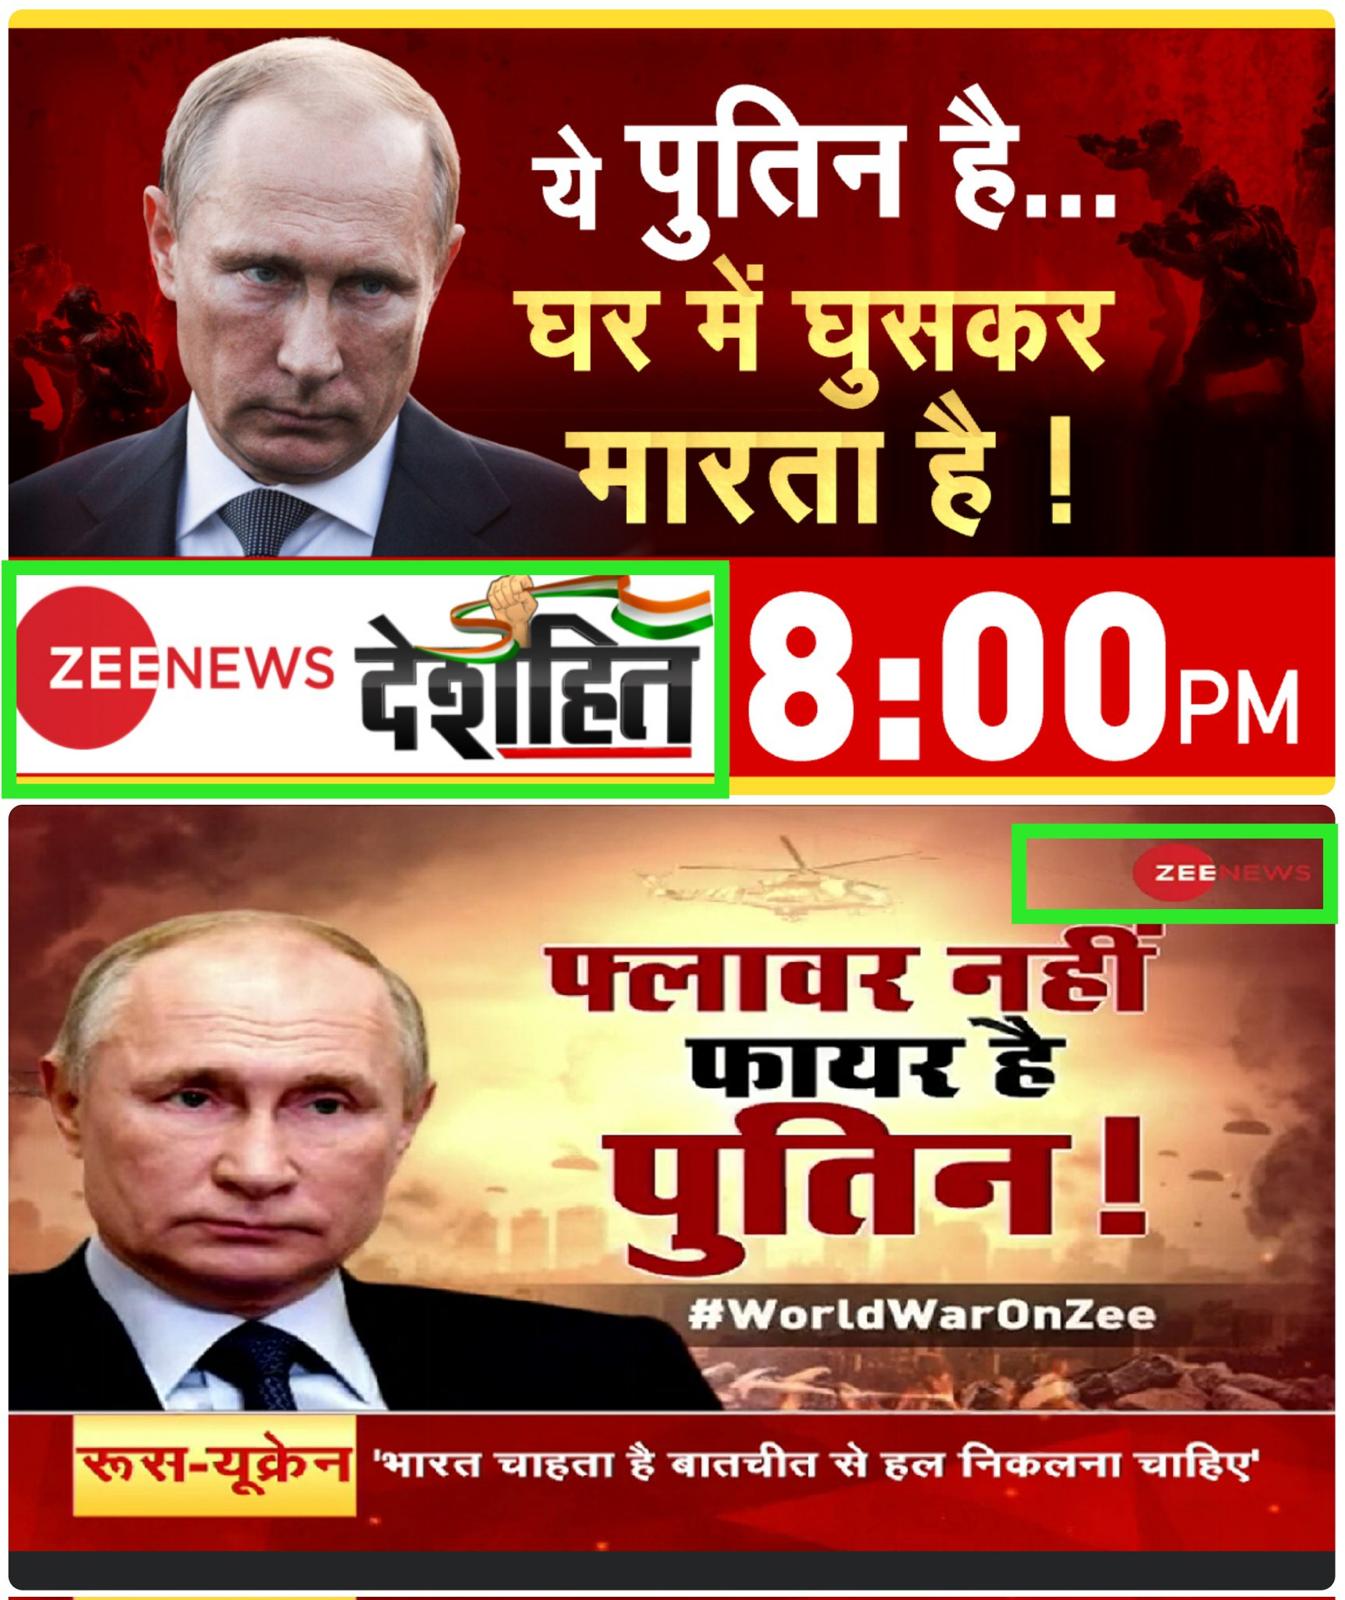 ये पुतिन है...
घर में घुसकर
मारता है !
ZEENEWS देशहित 8:00PM
ZEENEWS
फ्लावर नहीं
फायर है
पुतिन !
#WorldWarOnZee
रूस-यूक्रेन 'भारत चाहता है बातचीत से हल निकलना चाहिए'